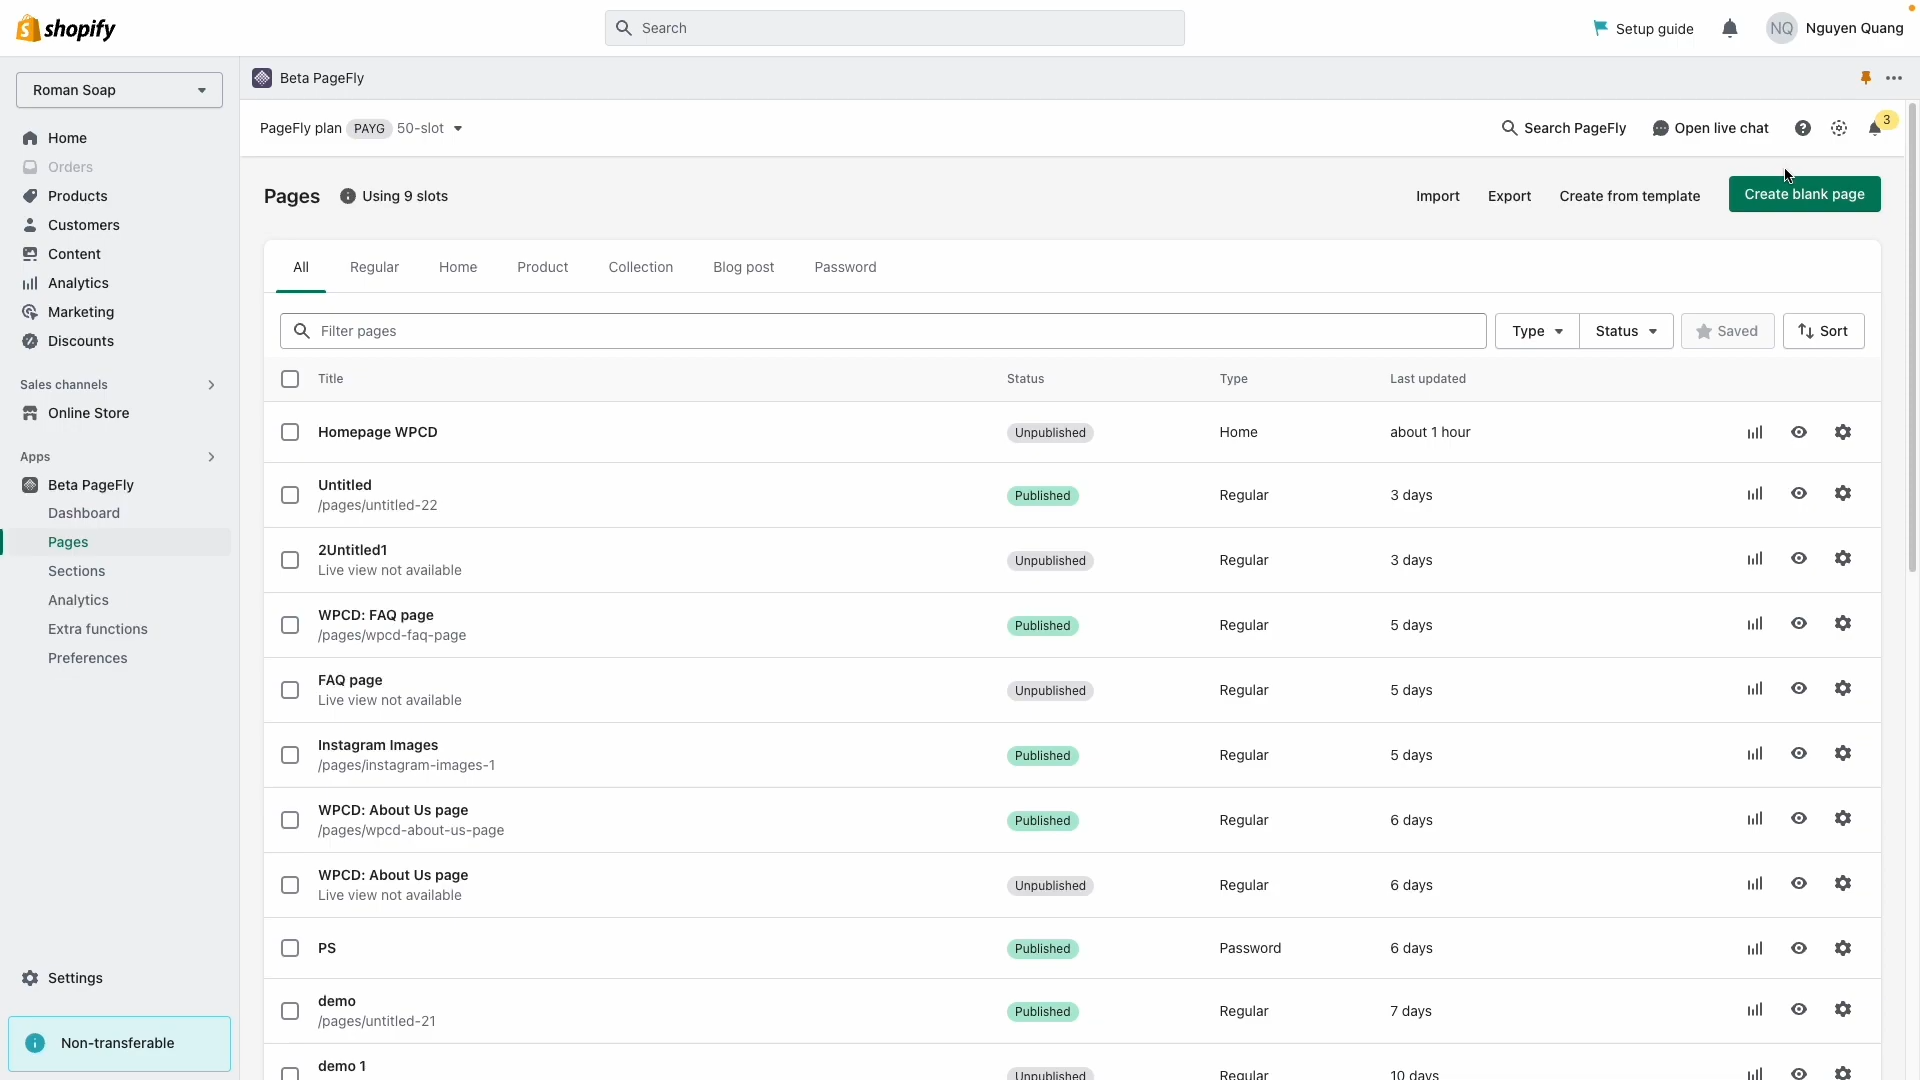 shopify
Search
Setup guide
NQ
Nguyen Quang
Roman Soap
Beta PageFly
Home
Orders
Products
Customers
Content
Analytics
Marketing
Discounts
Sales channels
Online Store
Apps
Beta PageFly
Dashboard
Pages
Sections
Analytics
Extra functions
Preferences
Settings
Non-transferable
PageFly plan PAYG 50-slot
Search PageFly
Open live chat
3
Pages
Using 9 slots
Import
Export
Create from template
Create blank page
All
Regular
Home
Product
Collection
Blog post
Password
Filter pages
Type
Status
Saved
Sort
Title Status Type Last updated
Homepage WPCD Unpublished Home about 1 hour
Untitled
/pages/untitled-22
Published Regular 3 days
2Untitled1
Live view not available
Unpublished Regular 3 days
WPCD: FAQ page
/pages/wpcd-faq-page
Published Regular 5 days
FAQ page
Live view not available
Unpublished Regular 5 days
Instagram Images
/pages/instagram-images-1
Published Regular 5 days
WPCD: About Us page
/pages/wpcd-about-us-page
Published Regular 6 days
WPCD: About Us page
Live view not available
Unpublished Regular 6 days
PS Published Password 6 days
demo
/pages/untitled-21
Published Regular 7 days
demo 1
Unpublished Regular 10 days